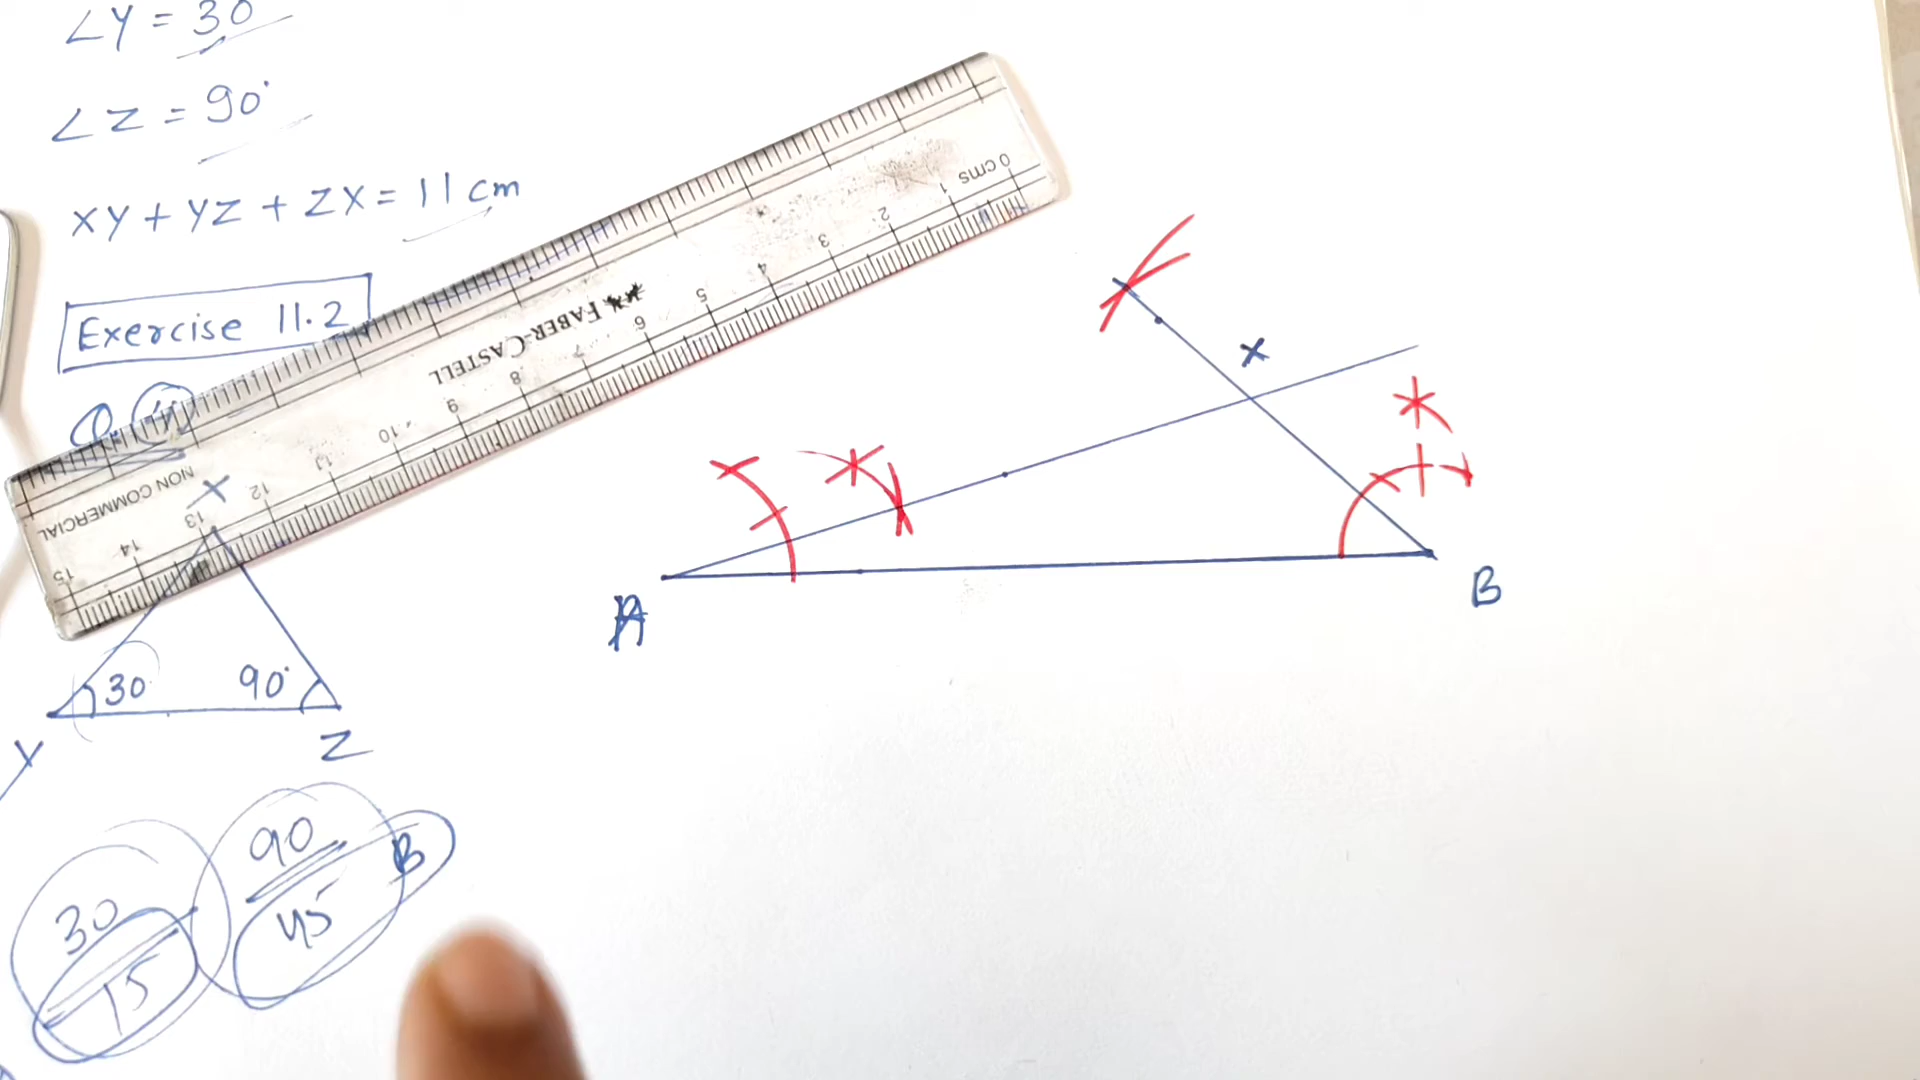 ∠Y = 30
∠Z = 90°
XY + YZ + ZX = 11 cm
Exercise 11.2
Q.
0 cms 1 2 3 4 5 6 7 8 9 10 11 12 13 14 15
FABER-CASTELL
NON COMMERCIAL
X
30 90°
Y Z
30 90 B
15 45
X
A B